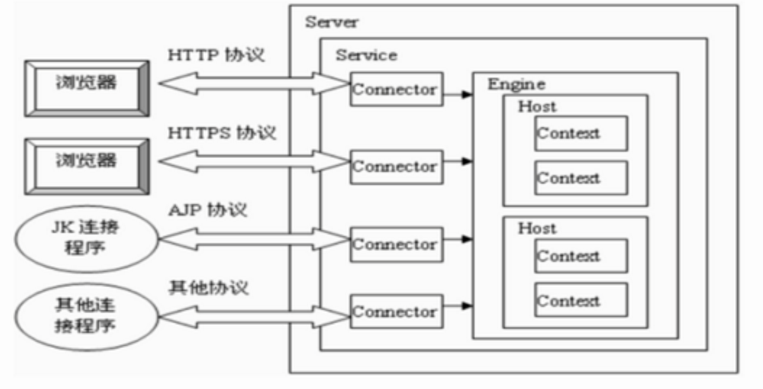 Server
HTTP 协议
Service
浏览器
Connector
Engine
Host
Context
HTTPS 协议
浏览器
Connector
Context
AJP 协议
JK 连接
程序
Connector
Host
Context
其他协议
其他连
接程序
Connector
Context